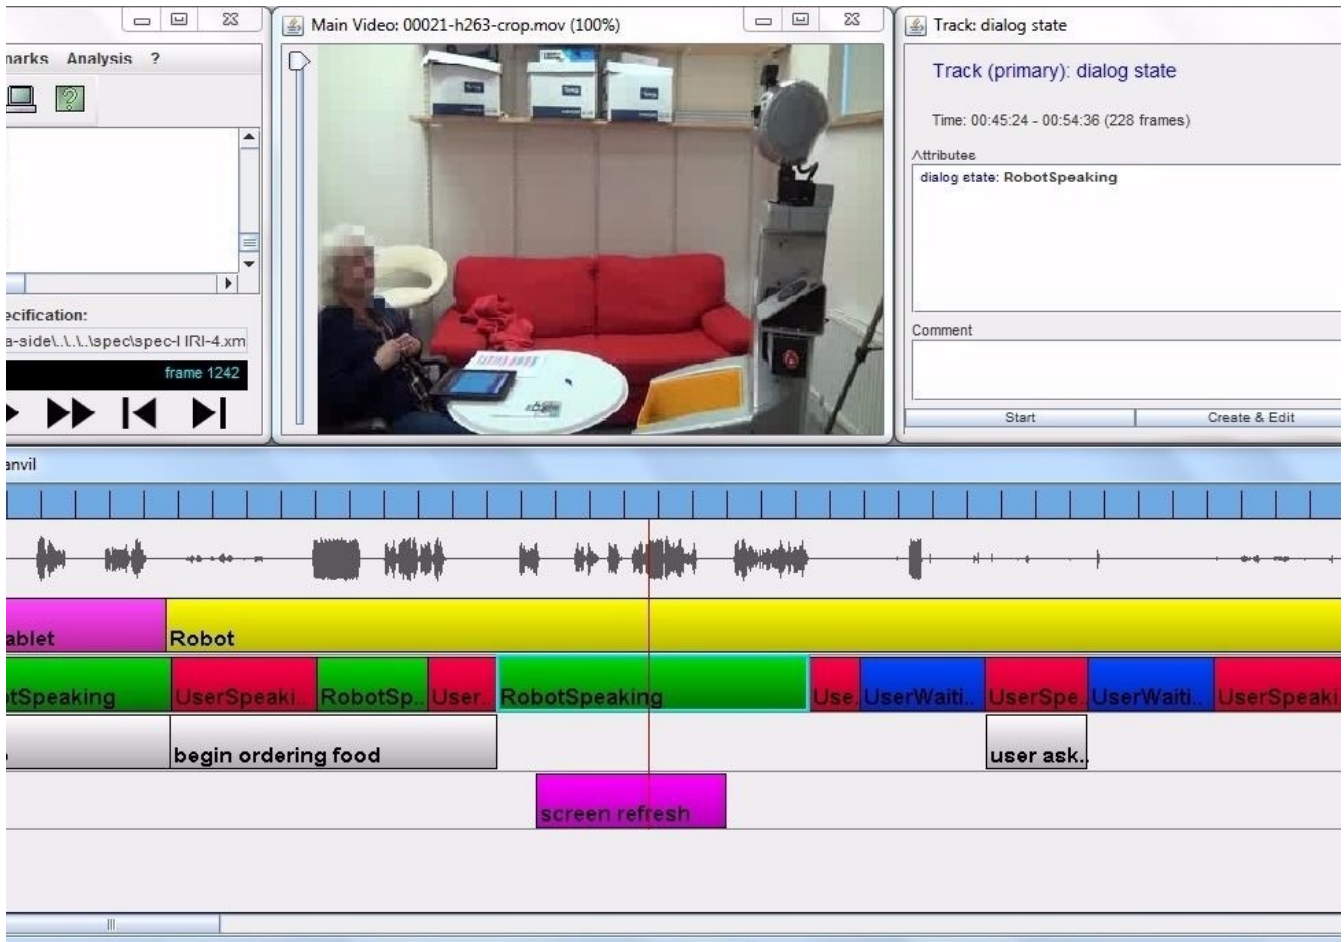 Main Video: 00021-h263-crop.mov (100%)
Track: dialog state
marks Analysis ?
Track (primary): dialog state
Time: 00:45:24 - 00:54:36 (228 frames)
Attributes
dialog state: RobotSpeaking
ecification:
a-side\..\..\..\spec\spec-HRI-4.xm
frame 1242
Comment
Start
Create & Edit
anvil
ablet
Robot
tSpeaking
UserSpeaki..
RobotSp..
User..
RobotSpeaking
Use.
UserWaiti..
UserSpe.
UserWaiti..
UserSpeaki
begin ordering food
user ask..
screen refresh